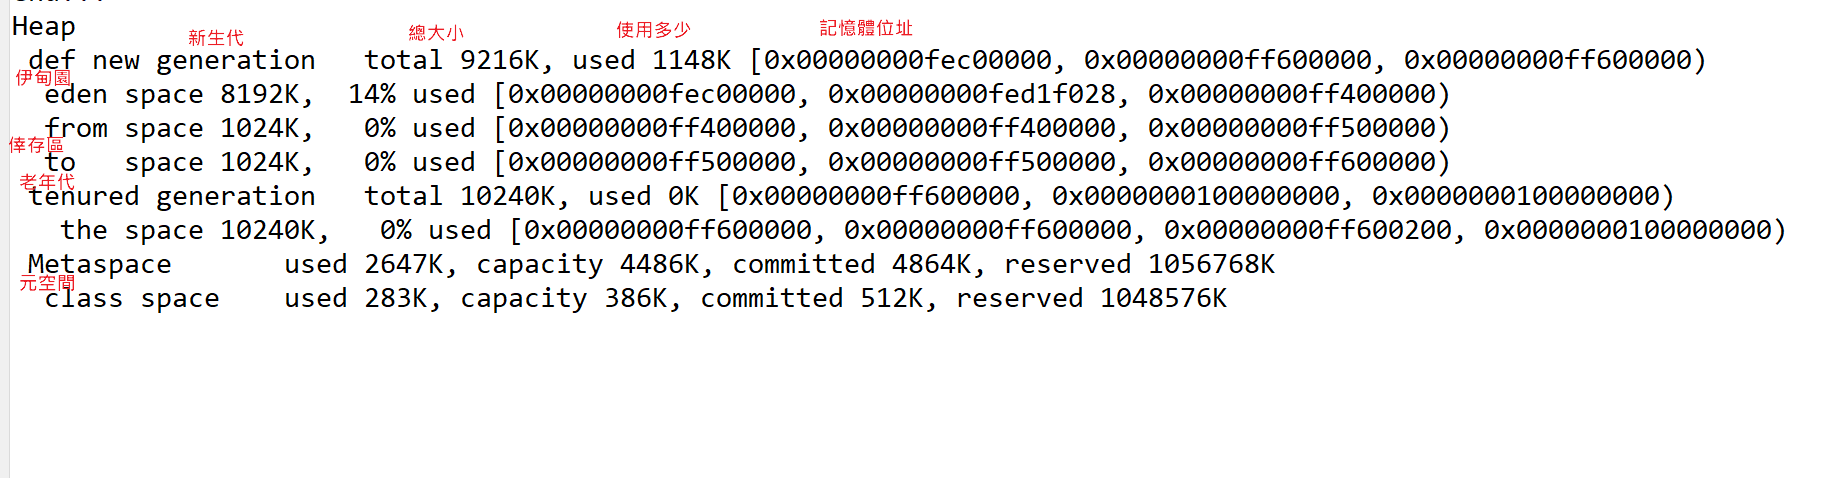 Heap
新生代 總大小 使用多少 記憶體位址
def new generation   total 9216K, used 1148K [0x00000000fec00000, 0x00000000ff600000, 0x00000000ff600000)
伊甸園
eden space 8192K,  14% used [0x00000000fec00000, 0x00000000fed1f028, 0x00000000ff400000)
from space 1024K,   0% used [0x00000000ff400000, 0x00000000ff400000, 0x00000000ff500000)
倖存區
to   space 1024K,   0% used [0x00000000ff500000, 0x00000000ff500000, 0x00000000ff600000)
老年代
tenured generation   total 10240K, used 0K [0x00000000ff600000, 0x0000000100000000, 0x0000000100000000)
the space 10240K,   0% used [0x00000000ff600000, 0x00000000ff600000, 0x00000000ff600200, 0x0000000100000000)
Metaspace       used 2647K, capacity 4486K, committed 4864K, reserved 1056768K
元空間
class space    used 283K, capacity 386K, committed 512K, reserved 1048576K